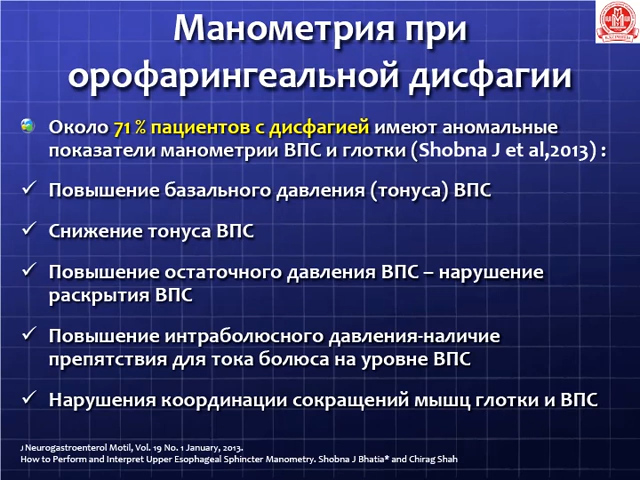 Манометрия при
орофарингеальной дисфагии
Около 71 % пациентов с дисфагией имеют аномальные
показатели манометрии ВПС и глотки (Shobna J et al,2013) :
Повышение базального давления (тонуса) ВПС
Снижение тонуса ВПС
Повышение остаточного давления ВПС – нарушение
раскрытия ВПС
Повышение интраболюсного давления-наличие
препятствия для тока болюса на уровне ВПС
Нарушения координации сокращений мышц глотки и ВПС
J Neurogastroenterol Motil, Vol. 19 No. 1 January, 2013.
How to Perform and Interpret Upper Esophageal Sphincter Manometry. Shobna J Bhatia* and Chirag Shah